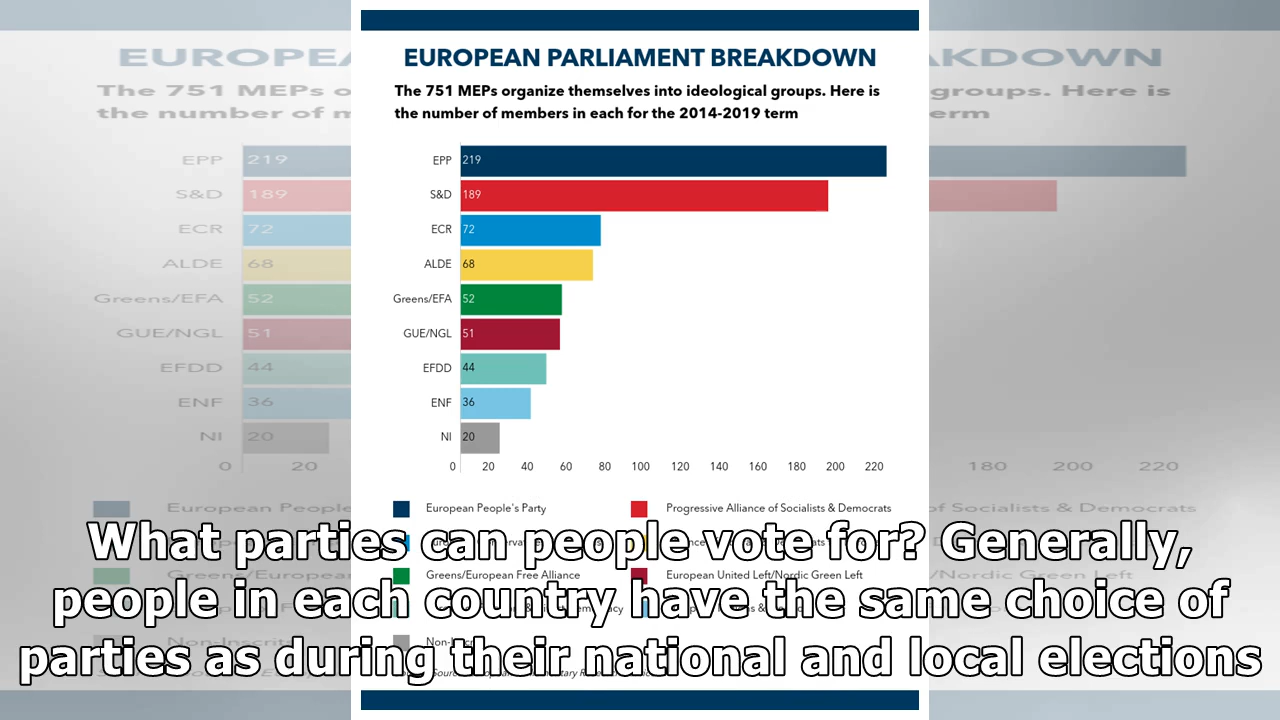 EUROPEAN PARLIAMENT BREAKDOWN
The 751 MEPs organize themselves into ideological groups. Here is
the number of members in each for the 2014-2019 term
EPP 219
S&D 189
ECR 72
ALDE 68
Greens/EFA 52
GUE/NGL 51
EFDD 44
ENF 36
NI 20
0 20 40 60 80 100 120 140 160 180 200 220
European People's Party
Progressive Alliance of Socialists & Democrats
Greens/European Free Alliance
European United Left/Nordic Green Left
What parties can people vote for? Generally,
people in each country have the same choice of
parties as during their national and local elections